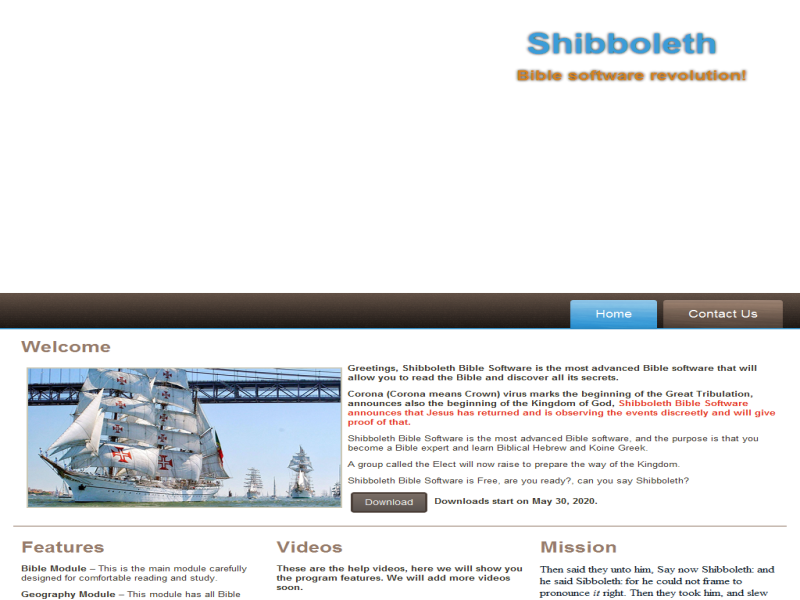 Shibboleth
Bible software revolution!
Home
Contact Us
Welcome
Greetings, Shibboleth Bible Software is the most advanced Bible software that will
allow you to read the Bible and discover all its secrets.
Corona (Corona means Crown) virus marks the beginning of the Great Tribulation,
announces also the beginning of the Kingdom of God, Shibboleth Bible Software
announces that Jesus has returned and is observing the events discreetly and will give
proof of that.
Shibboleth Bible Software is the most advanced Bible software, and the purpose is that you
become a Bible expert and learn Biblical Hebrew and Koine Greek.
A group called the Elect will now raise to prepare the way of the Kingdom.
Shibboleth Bible Software is Free, are you ready?, can you say Shibboleth?
Download
Downloads start on May 30, 2020.
Features
Bible Module – This is the main module carefully
designed for comfortable reading and study.
Geography Module – This module has all Bible
Videos
These are the help videos, here we will show you
the program features. We will add more videos
soon.
Mission
Then said they unto him, Say now Shibboleth: and
he said Sibboleth: for he could not frame to
pronounce it right. Then they took him, and slew